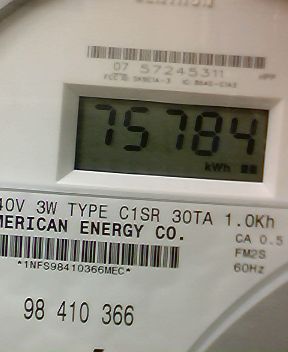 CENTRON
07 57245311
75784
kWh
40V 3W TYPE C1SR 30TA 1.0Kh
MERICAN ENERGY CO. CA 0.5
FM2S
*1NFS98410366MEC* 60Hz
98 410 366